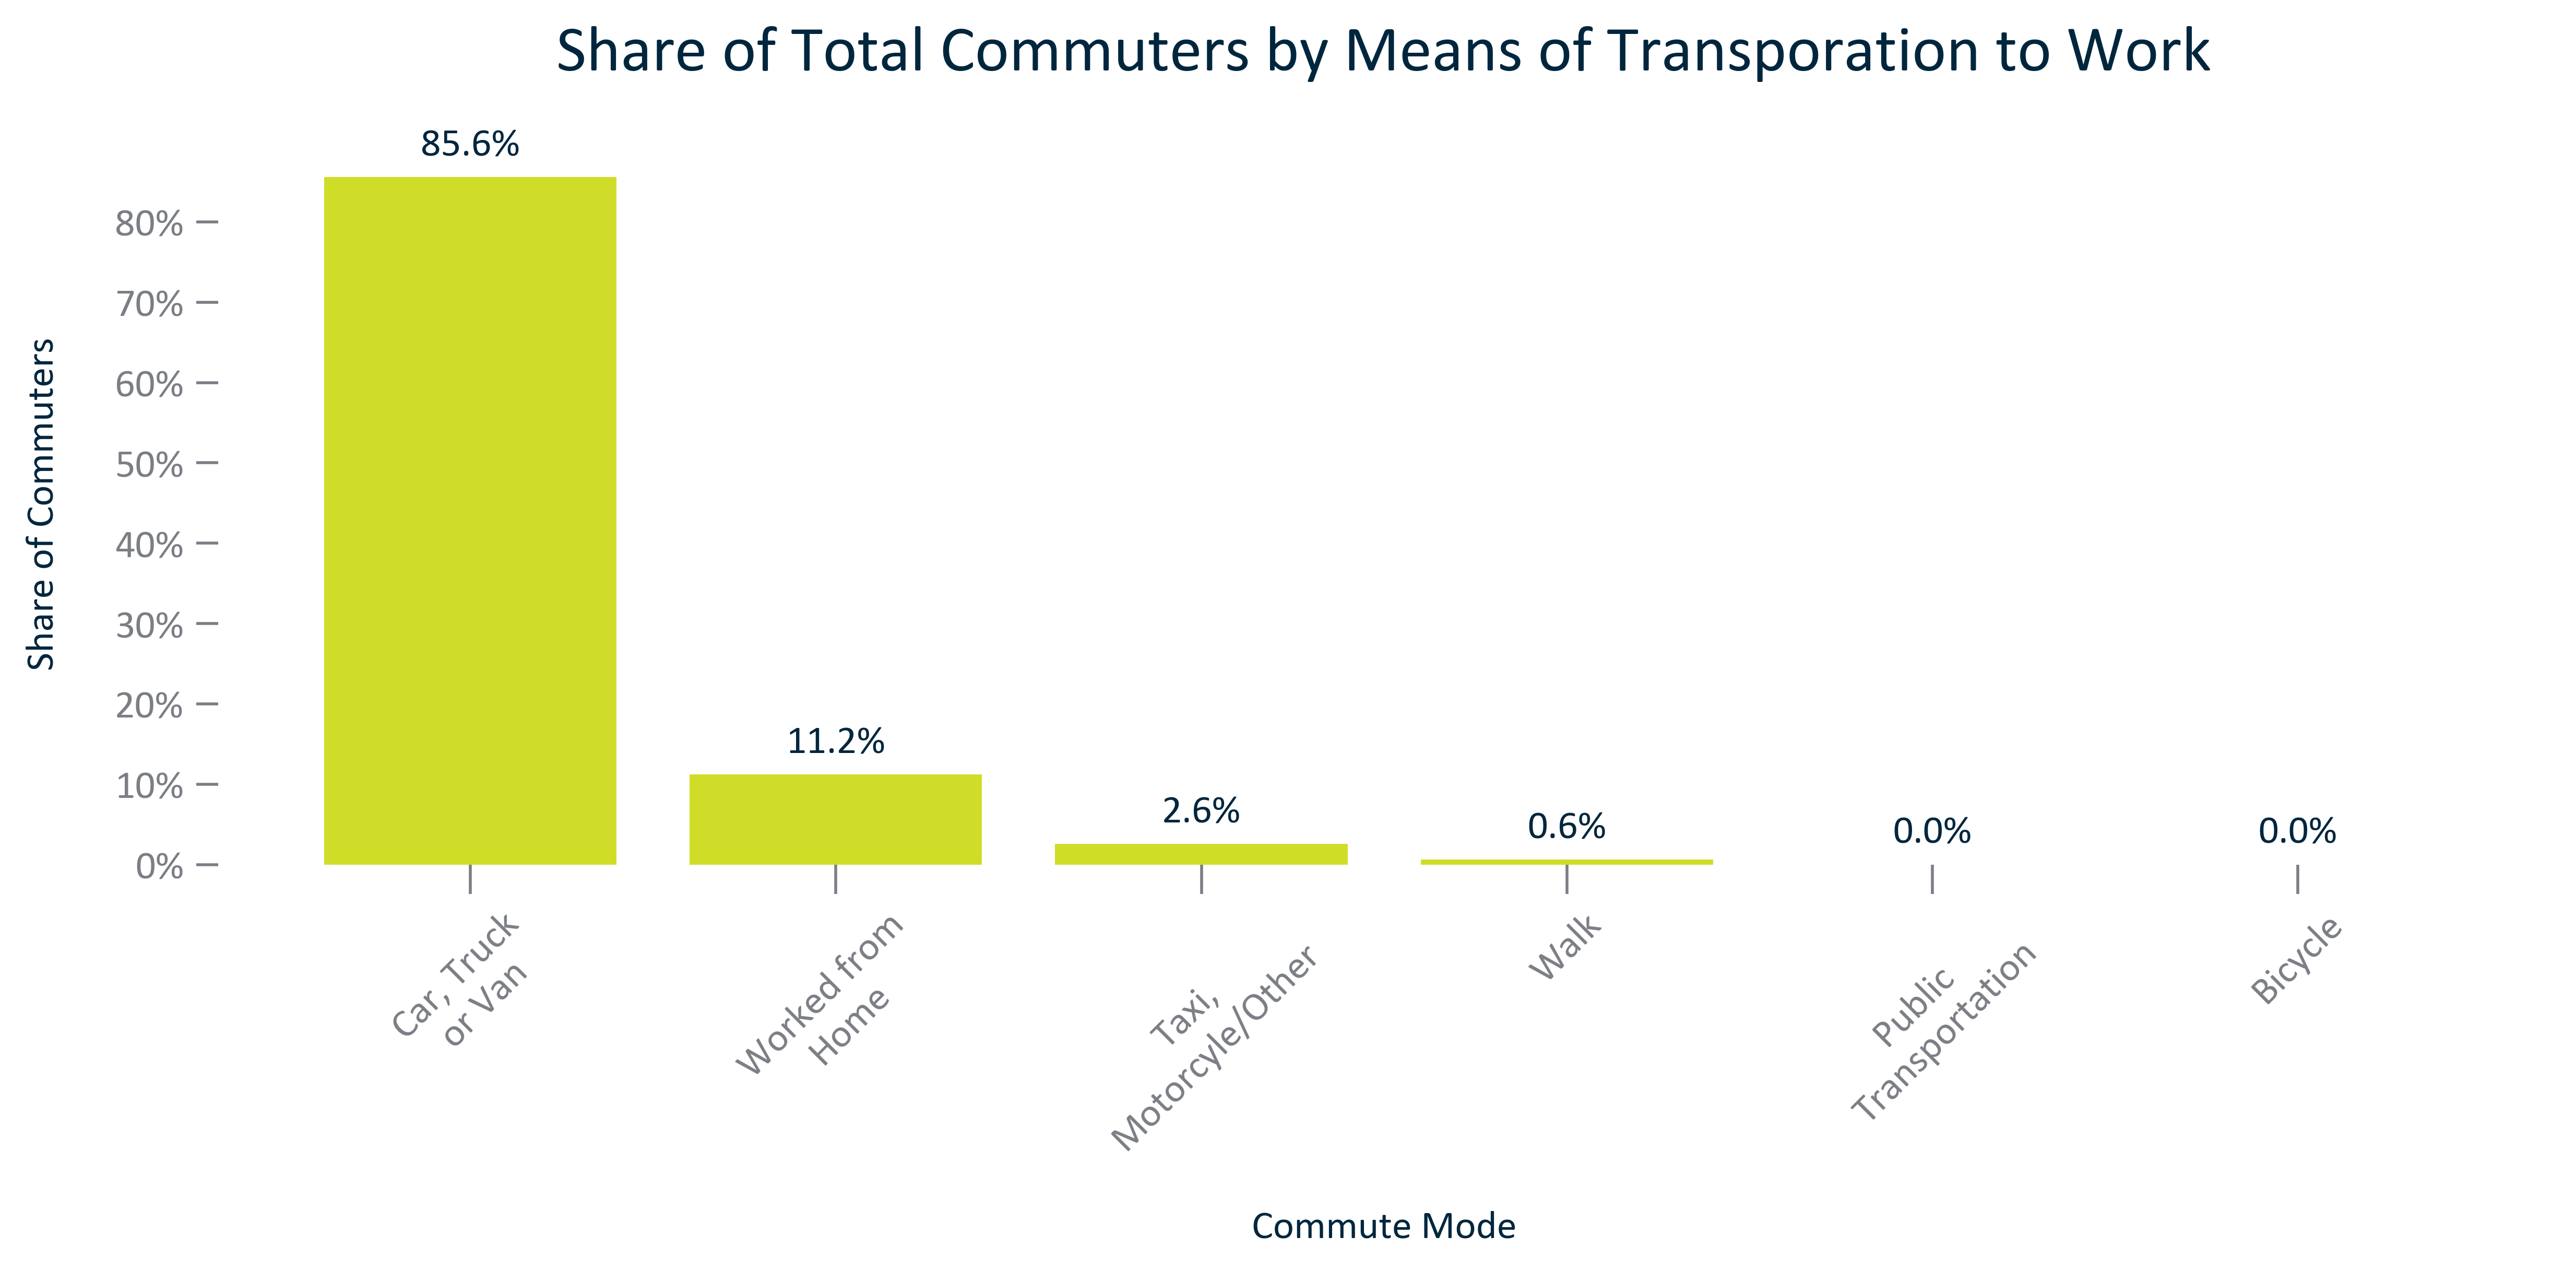 Share of Total Commuters by Means of Transporation to Work
85.6%
80%
70%
60%
50%
40%
30%
20%
10%
0%
Share of Commuters
11.2%
2.6%
0.6%
0.0%
0.0%
Car, Truck
or Van
Worked from
Home
Taxi,
Motorcyle/Other
Walk
Public
Transportation
Bicycle
Commute Mode